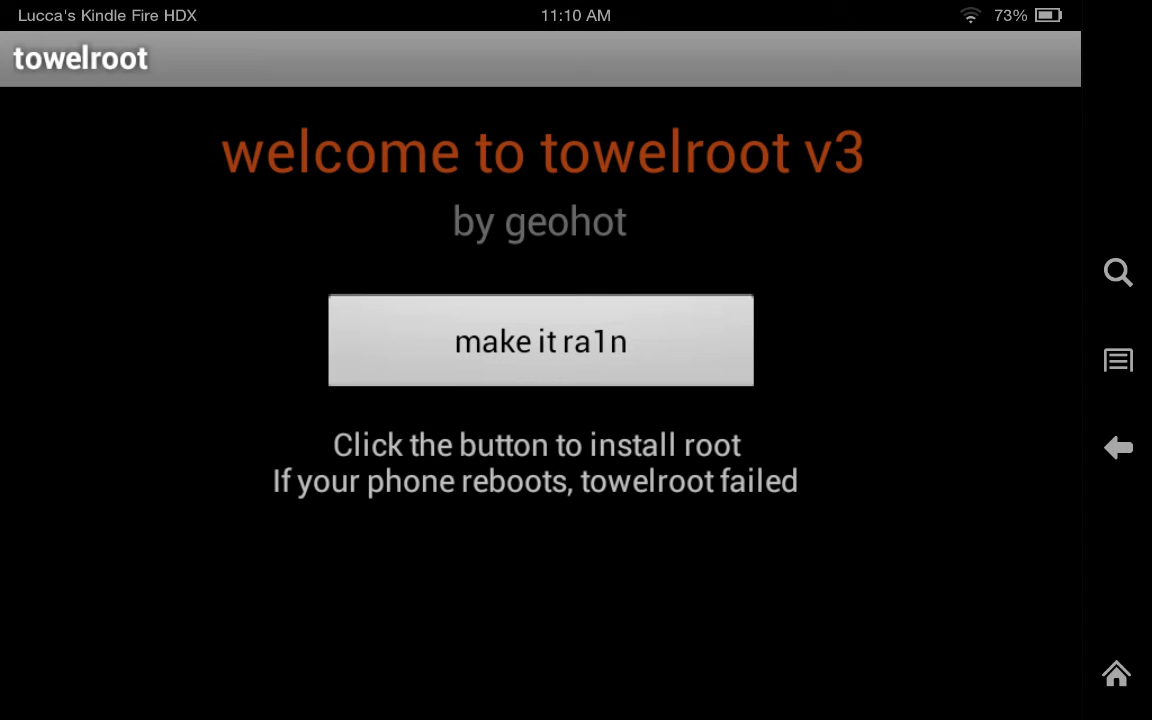 Lucca's Kindle Fire HDX 11:10 AM 73%
towelroot
welcome to towelroot v3
by geohot
make it ra1n
Click the button to install root
If your phone reboots, towelroot failed